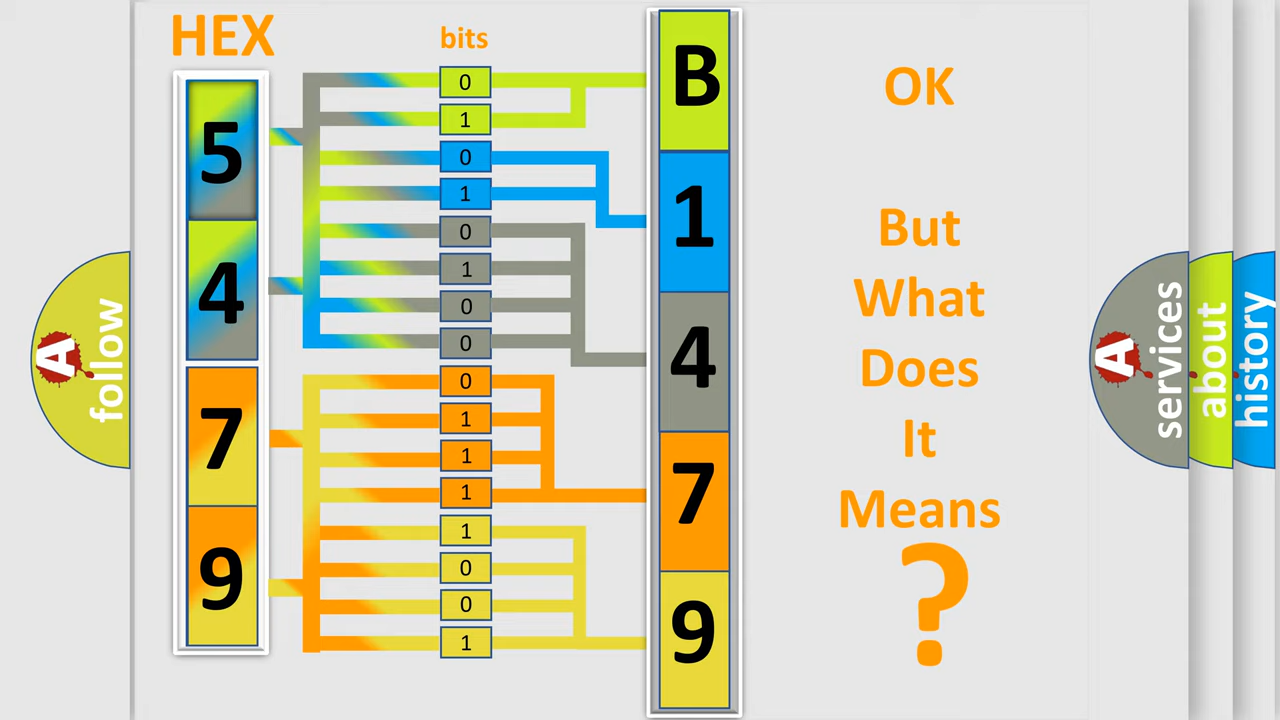 HEX
bits
5
4
7
9
0
1
0
1
0
1
0
0
0
1
1
1
1
0
0
1
B
1
4
7
9
OK
But
What
Does
It
Means
?
A
follow
A
services
about
history